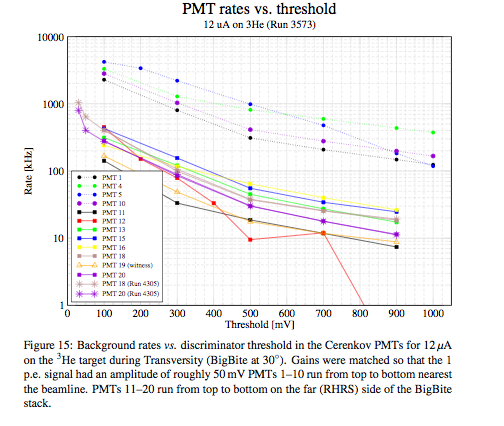 PMT rates vs. threshold
12 uA on 3He (Run 3573)
Rate [kHz]
10000
1000
100
10
1
PMT 1
PMT 4
PMT 5
PMT 10
PMT 11
PMT 12
PMT 13
PMT 15
PMT 16
PMT 18
PMT 19 (witness)
PMT 20
PMT 18 (Run 4305)
PMT 20 (Run 4305)
0 100 200 300 400 500 600 700 800 900 1000
Threshold [mV]
Figure 15: Background rates vs. discriminator threshold in the Cerenkov PMTs for 12 μA
on the ³He target during Transversity (BigBite at 30°). Gains were matched so that the 1
p.e. signal had an amplitude of roughly 50 mV PMTs 1–10 run from top to bottom nearest
the beamline. PMTs 11–20 run from top to bottom on the far (RHRS) side of the BigBite
stack.